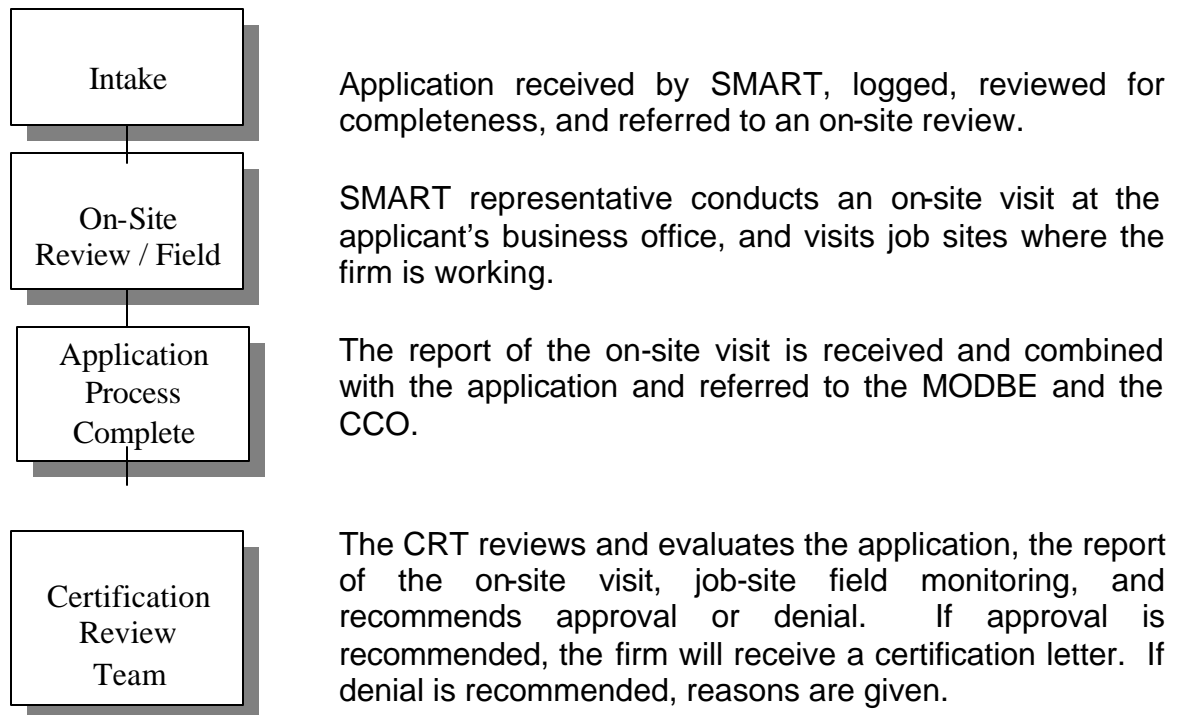 Intake
Application received by SMART, logged, reviewed for
completeness, and referred to an on-site review.
On-Site
Review / Field
SMART representative conducts an on-site visit at the
applicant's business office, and visits job sites where the
firm is working.
Application
Process
Complete
The report of the on-site visit is received and combined
with the application and referred to the MODBE and the
CCO.
Certification
Review
Team
The CRT reviews and evaluates the application, the report
of the on-site visit, job-site field monitoring, and
recommends approval or denial. If approval is
recommended, the firm will receive a certification letter. If
denial is recommended, reasons are given.